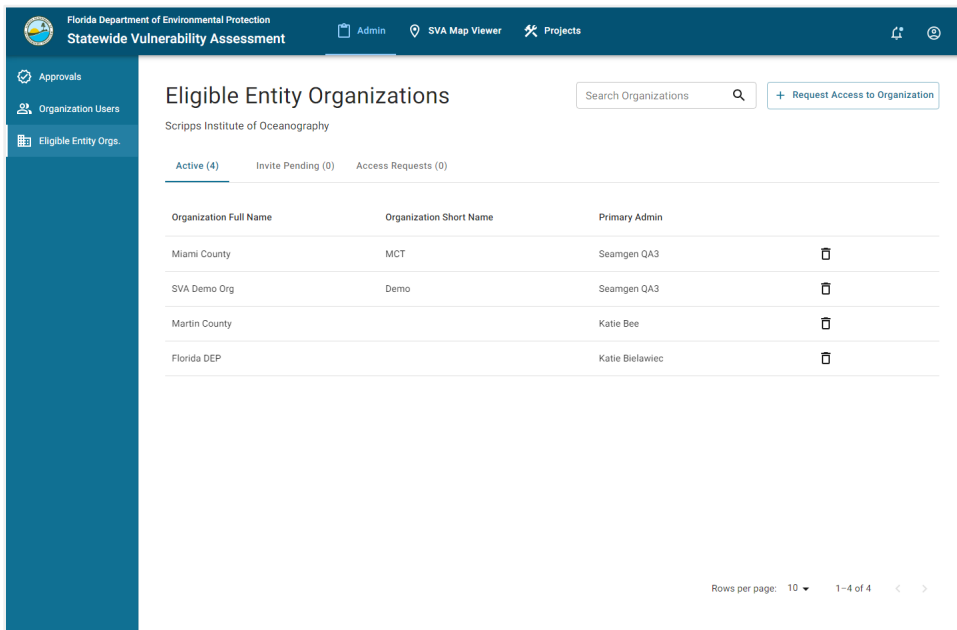 Florida Department of Environmental Protection
Statewide Vulnerability Assessment
Admin
SVA Map Viewer
Projects
Approvals
Organization Users
Eligible Entity Orgs.
Eligible Entity Organizations
Search Organizations
+ Request Access to Organization
Scripps Institute of Oceanography
Active (4)
Invite Pending (0)
Access Requests (0)
Organization Full Name Organization Short Name Primary Admin
Miami County MCT Seamgen QA3
SVA Demo Org Demo Seamgen QA3
Martin County Katie Bee
Florida DEP Katie Bielawiec
Rows per page: 10 1–4 of 4